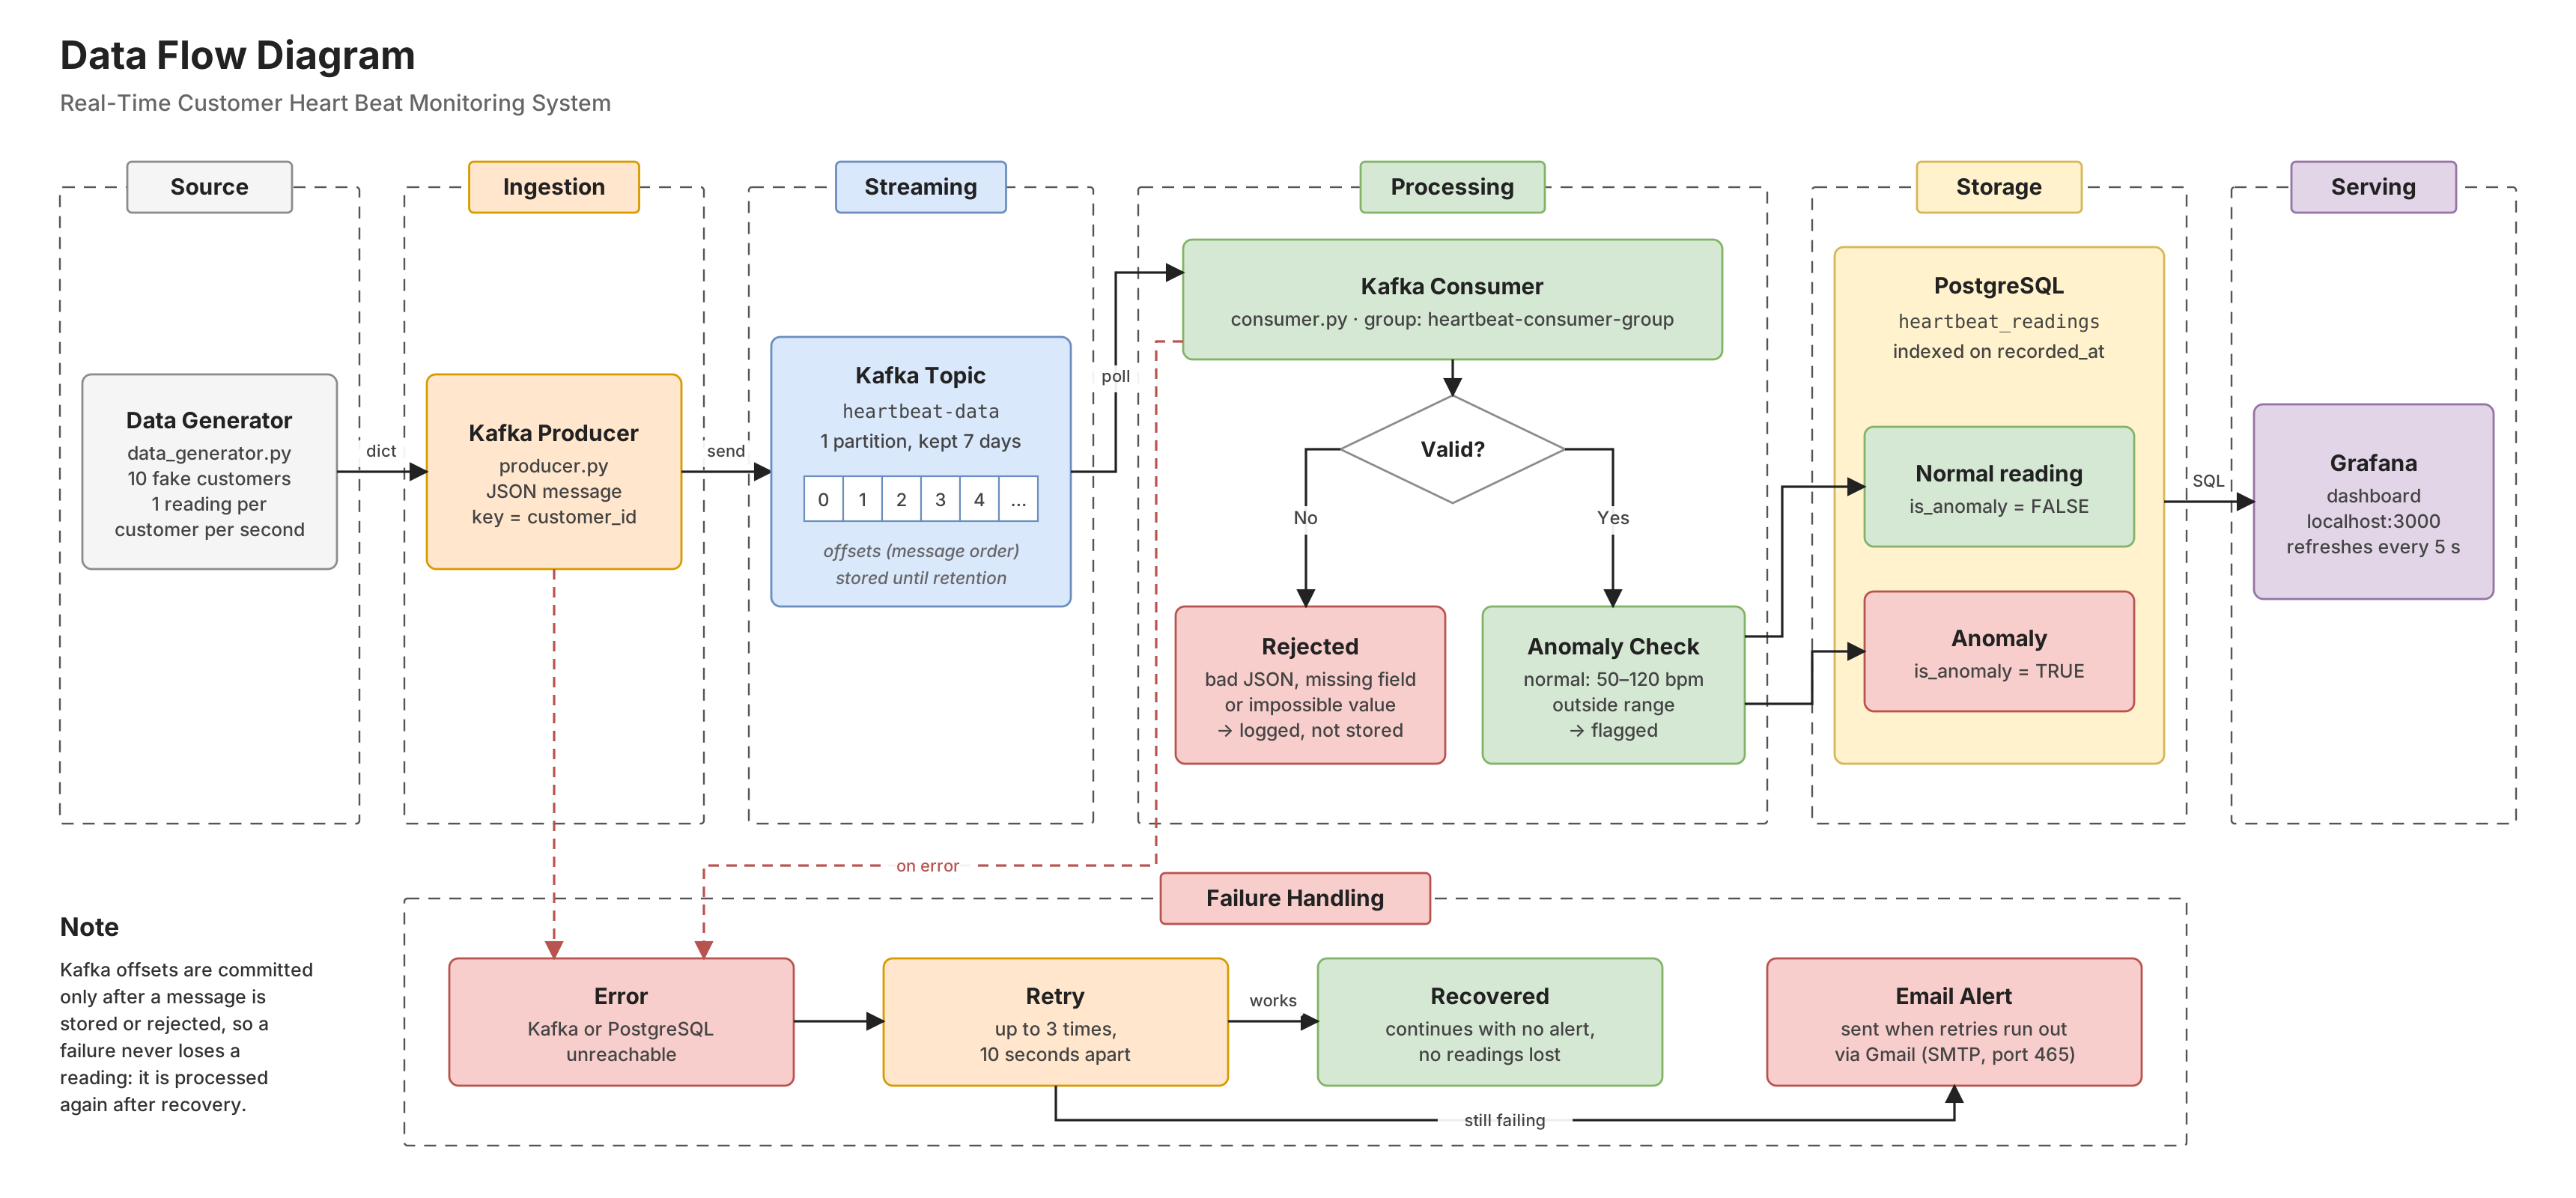 Data Flow Diagram
Real-Time Customer Heart Beat Monitoring System
Source
Data Generator
data_generator.py
10 fake customers
1 reading per
customer per second
dict
Ingestion
Kafka Producer
producer.py
JSON message
key = customer_id
send
Streaming
Kafka Topic
heartbeat-data
1 partition, kept 7 days
0 1 2 3 4 ...
offsets (message order)
stored until retention
poll
Processing
Kafka Consumer
consumer.py · group: heartbeat-consumer-group
Valid?
No
Yes
Rejected
bad JSON, missing field
or impossible value
→ logged, not stored
Anomaly Check
normal: 50–120 bpm
outside range
→ flagged
Storage
PostgreSQL
heartbeat_readings
indexed on recorded_at
Normal reading
is_anomaly = FALSE
Anomaly
is_anomaly = TRUE
SQL
Serving
Grafana
dashboard
localhost:3000
refreshes every 5 s
on error
Note
Kafka offsets are committed
only after a message is
stored or rejected, so a
failure never loses a
reading: it is processed
again after recovery.
Failure Handling
Error
Kafka or PostgreSQL
unreachable
Retry
up to 3 times,
10 seconds apart
works
Recovered
continues with no alert,
no readings lost
Email Alert
sent when retries run out
via Gmail (SMTP, port 465)
still failing